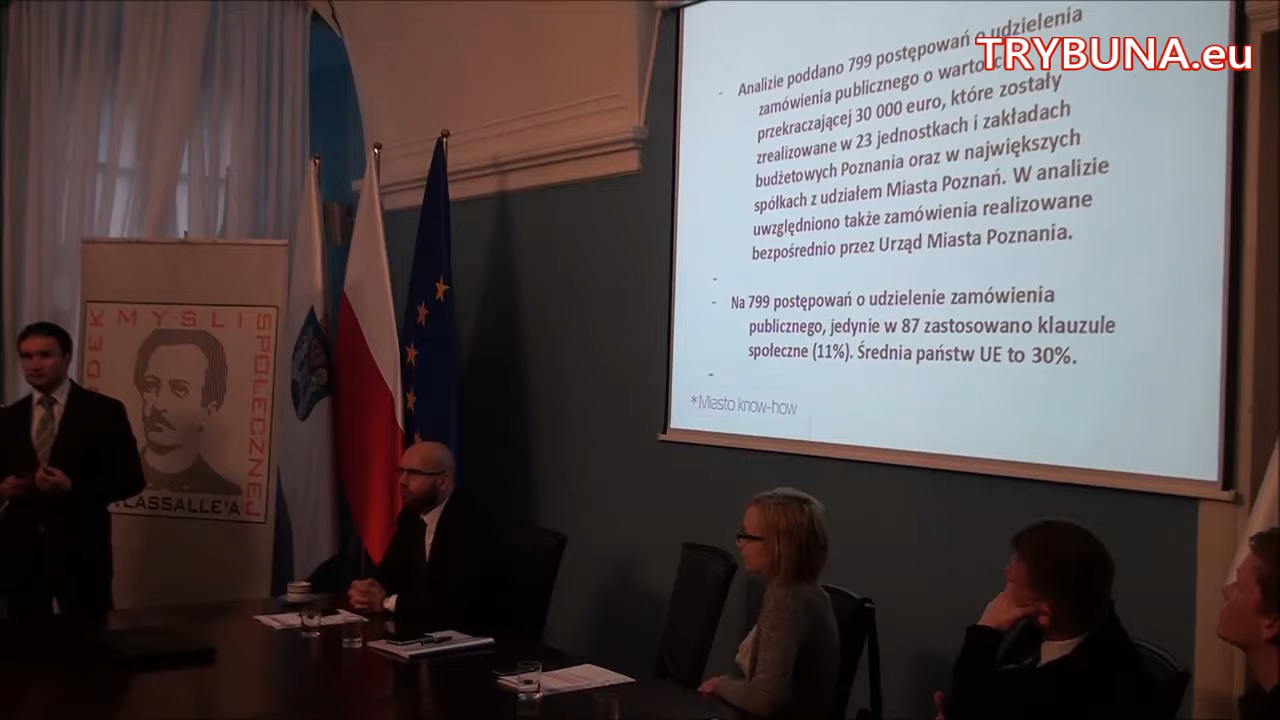 TRYBUNA.eu
- Analizie poddano 799 postępowań o udzielenia
zamówienia publicznego o wartośc
przekraczającej 30 000 euro, które zostały
zrealizowane w 23 jednostkach i zakładach
budżetowych Poznania oraz w największych
spółkach z udziałem Miasta Poznań. W analizie
uwzględniono także zamówienia realizowane
bezpośrednio przez Urząd Miasta Poznania.
-
- Na 799 postępowań o udzielenie zamówienia
publicznego, jedynie w 87 zastosowano klauzule
społeczne (11%). Średnia państw UE to 30%.
-
*Miasto know-how
DEK
MYŚLI
SPOŁECZNEJ
LASSALLE'A